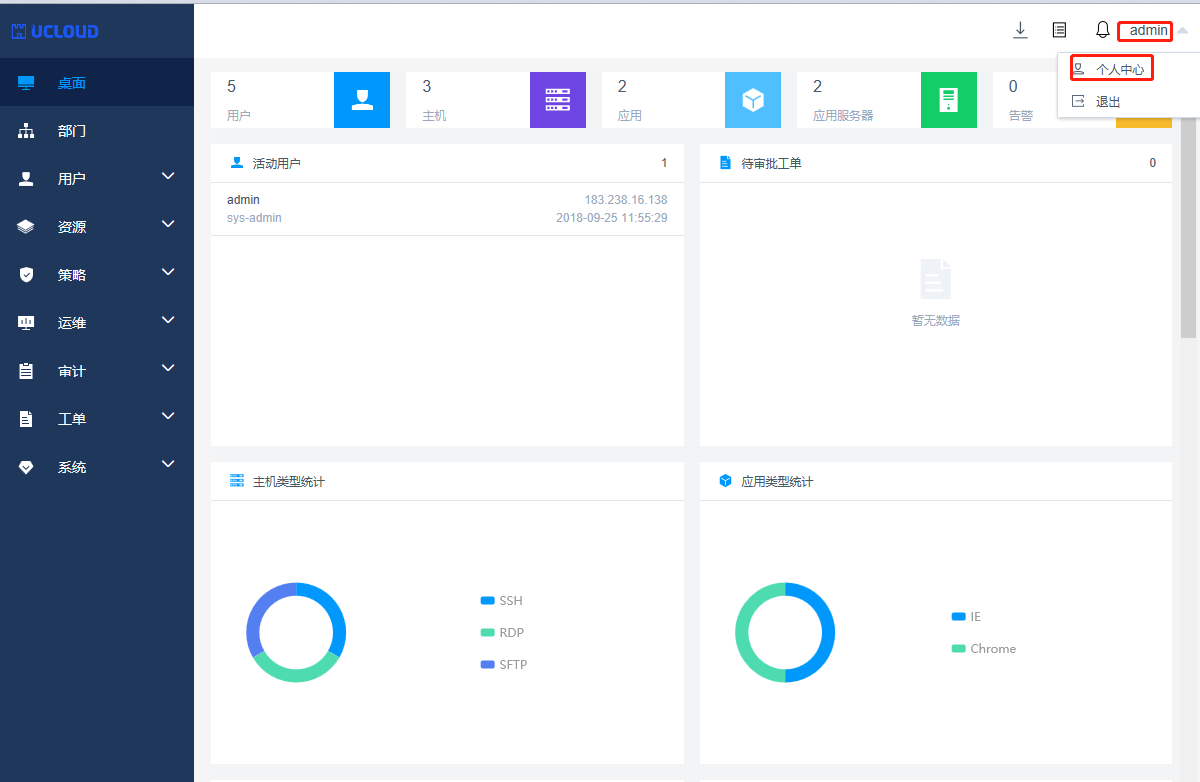 UCLOUD
admin
个人中心
退出
桌面
部门
用户
资源
策略
运维
审计
工单
系统
5
用户
3
主机
2
应用
2
应用服务器
0
告警
活动用户 1
admin 183.238.16.138
sys-admin 2018-09-25 11:55:29
待审批工单 0
暂无数据
主机类型统计
SSH
RDP
SFTP
应用类型统计
IE
Chrome